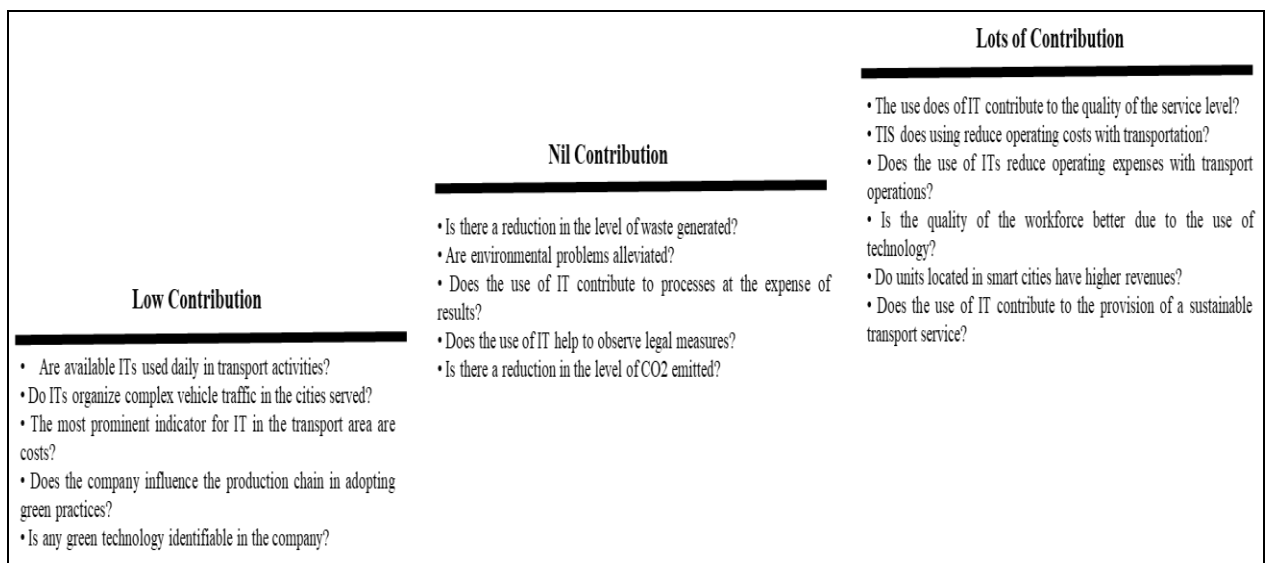 Low Contribution
•   Are available ITs used daily in transport activities?
• Do ITs organize complex vehicle traffic in the cities served?
• The most prominent indicator for IT in the transport area are
costs?
• Does the company influence the production chain in adopting
green practices?
• Is any green technology identifiable in the company?
Nil Contribution
• Is there a reduction in the level of waste generated?
• Are environmental problems alleviated?
• Does the use of IT contribute to processes at the expense of
results?
• Does the use of IT help to observe legal measures?
• Is there a reduction in the level of CO2 emitted?
Lots of Contribution
• The use does of IT contribute to the quality of the service level?
• TIS does using reduce operating costs with transportation?
• Does the use of ITs reduce operating expenses with transport
operations?
• Is the quality of the workforce better due to the use of
technology?
• Do units located in smart cities have higher revenues?
• Does the use of IT contribute to the provision of a sustainable
transport service?